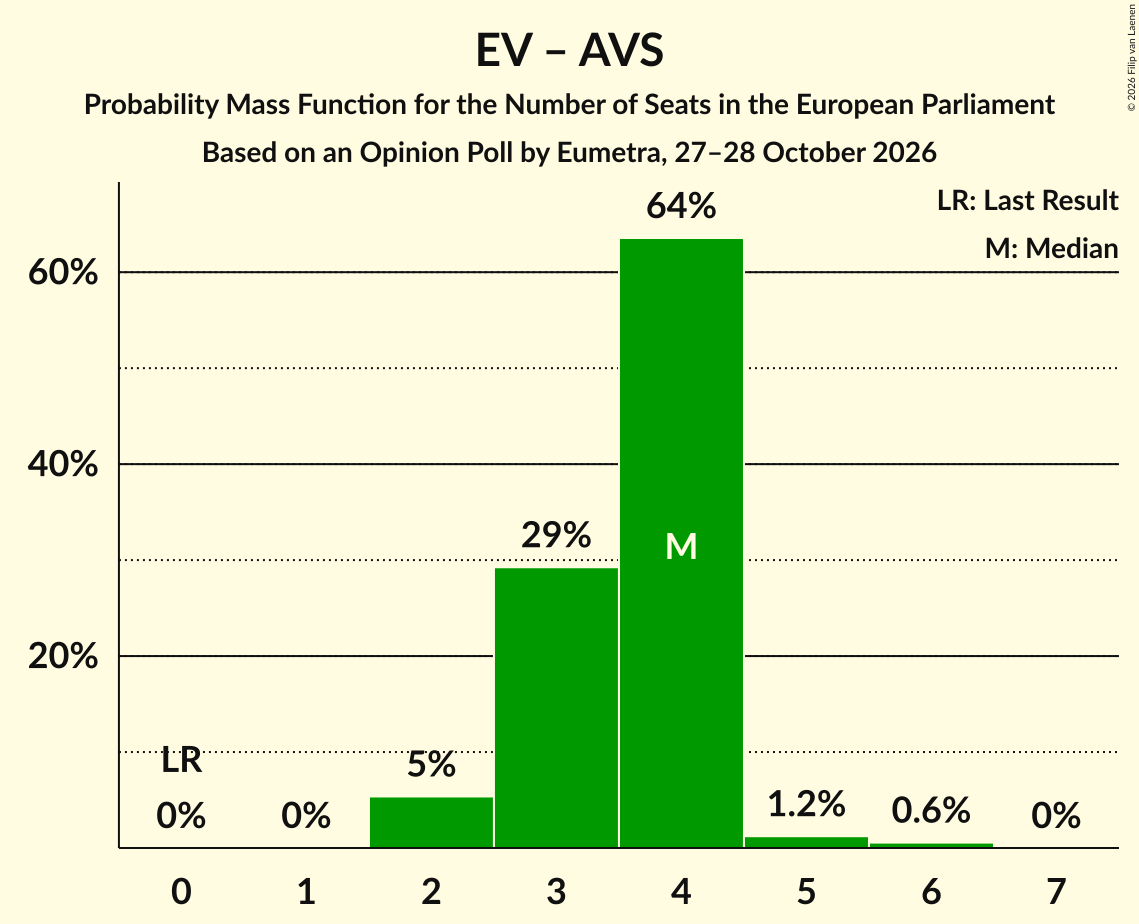 EV – AVS
Probability Mass Function for the Number of Seats in the European Parliament
Based on an Opinion Poll by Eumetra, 27–28 October 2026
© 2026 Filip van Laenen
LR: Last Result
M: Median
64%
60%
40%
29%
M
20%
LR
5%
0%
0%
1.2%
0.6%
0%
0 1 2 3 4 5 6 7